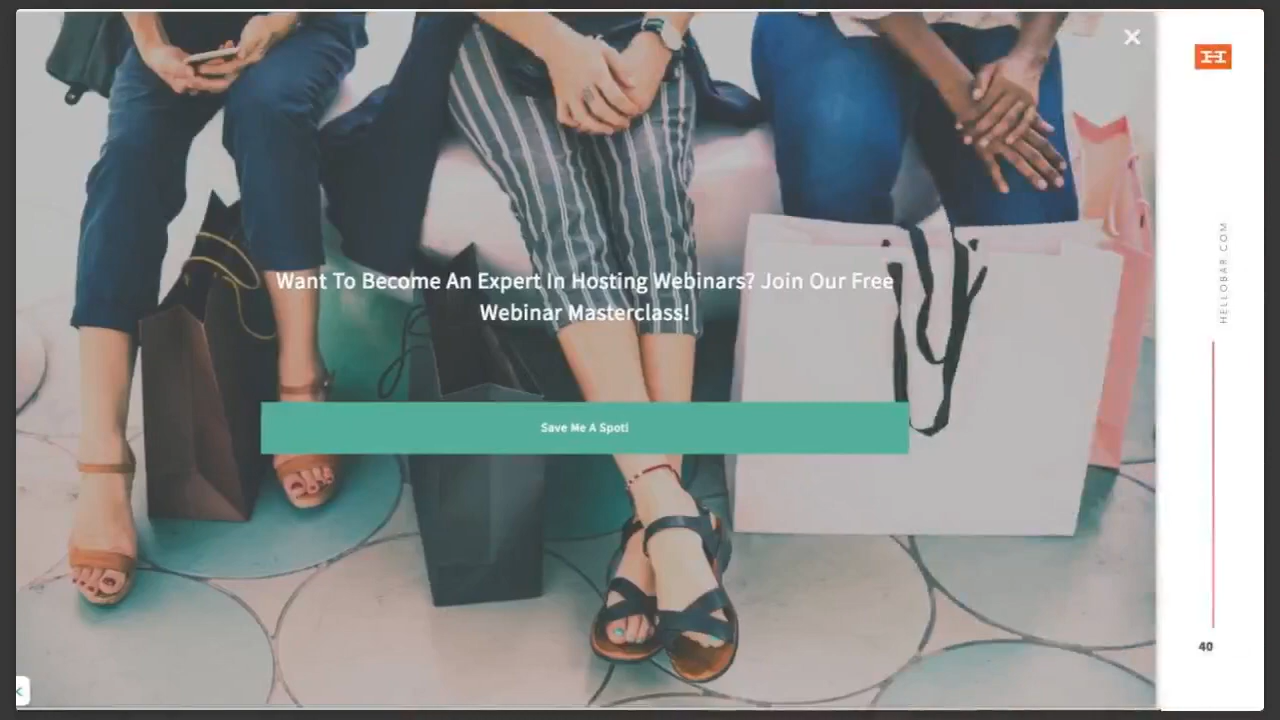 Want To Become An Expert In Hosting Webinars? Join Our Free
Webinar Masterclass!
Save Me A Spot!
H
HELLOBAR.COM
40